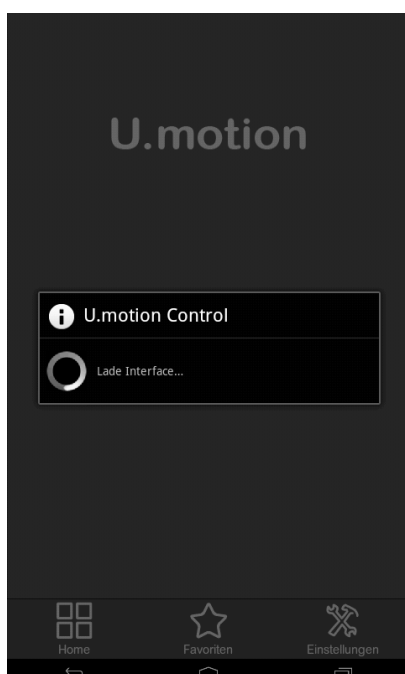 U.motion
U.motion Control
Lade Interface...
Home Favoriten Einstellungen